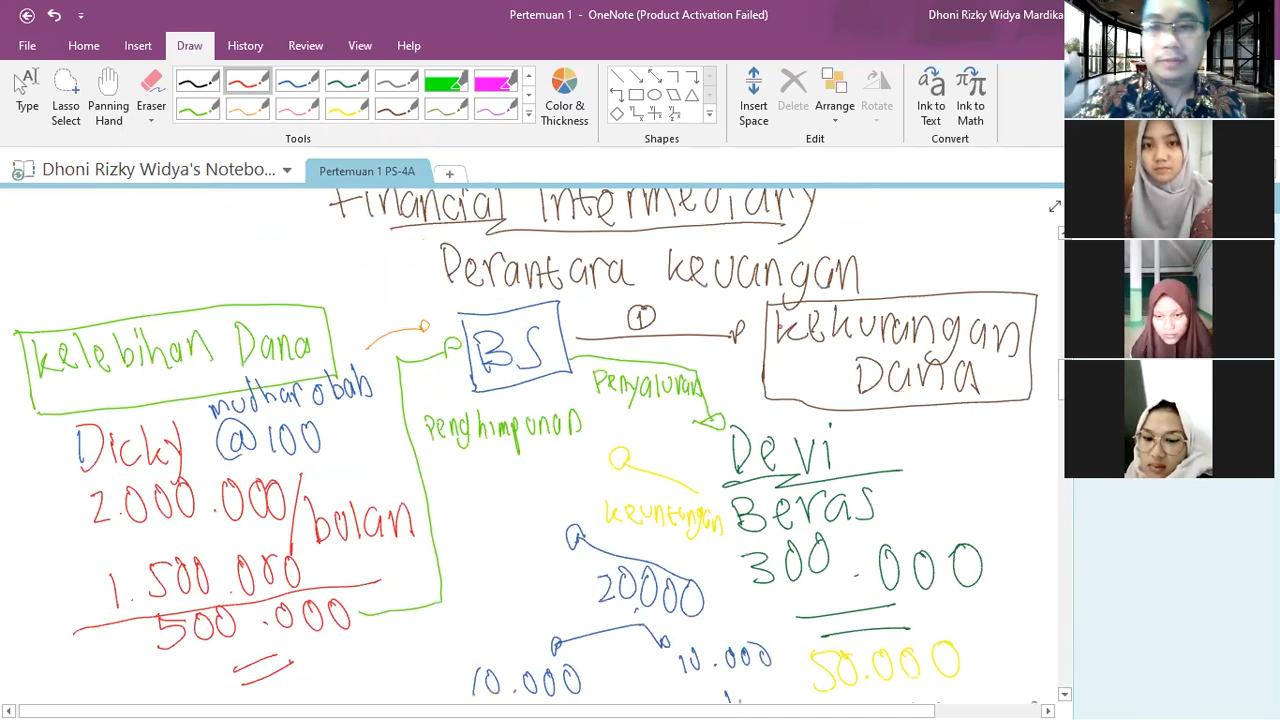 Pertemuan 1 - OneNote (Product Activation Failed)
Dhoni Rizky Widya Mardika
File Home Insert Draw History Review View Help
Type
Lasso Select
Panning Hand
Eraser
Color & Thickness
Insert Space
Delete
Arrange
Rotate
Ink to Text
Ink to Math
Tools
Shapes
Edit
Convert
Dhoni Rizky Widya's Notebo...
Pertemuan 1 PS-4A
Financial Intermediary
Perantara keuangan
Kelebihan Dana
BS
1
kekurangan
Dana
mudharobah
Penyaluran
Penghimpunan
Dicky @100
Devi
2.000.000/bulan
keuntungan
Beras
1.500.000
300.000
20.000
500.000
10.000
10.000
50.000